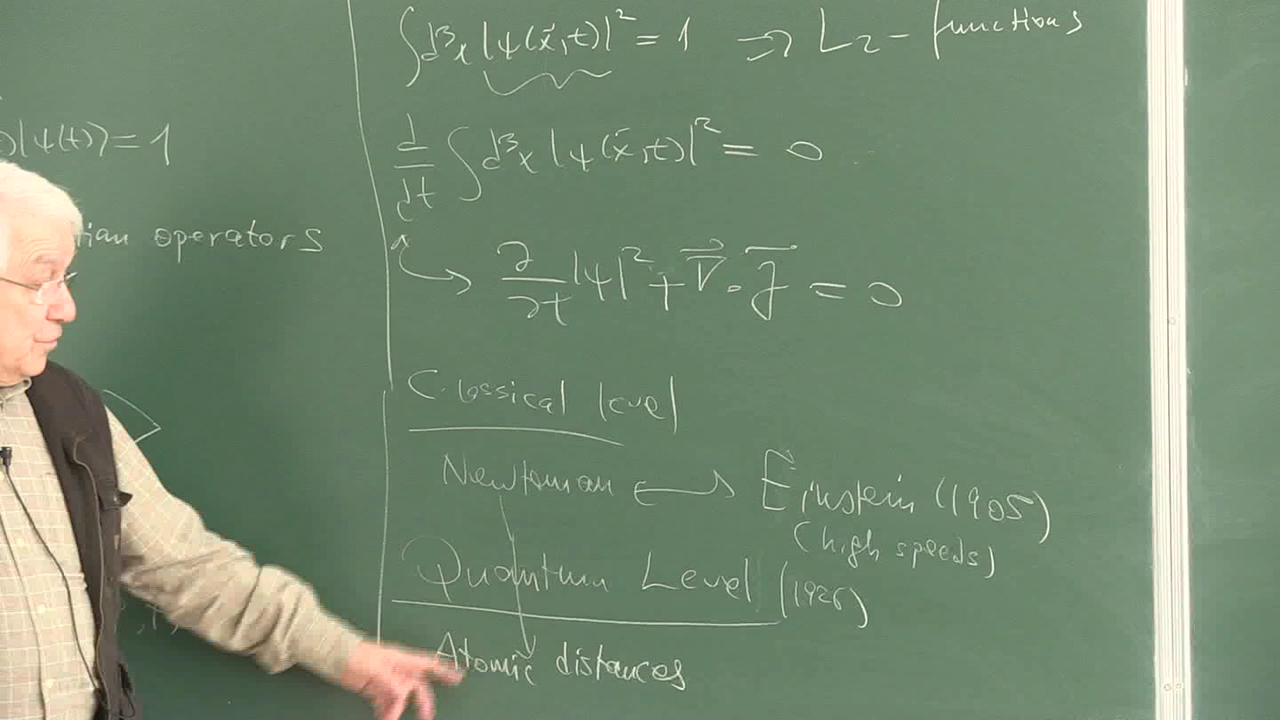 )|ψ(t)⟩=1
tian operators
∫d³x |ψ(x⃗,t)|² = 1 ⇒ L₂ - functions
d/dt ∫d³x |ψ(x⃗,t)|² = 0
↪ ∂/∂t |ψ|² + ∇⃗ · j⃗ = 0
Classical level
Newtonian ⟷ Einstein (1905)
(high speeds)
Quantum Level (1926)
Atomic distances